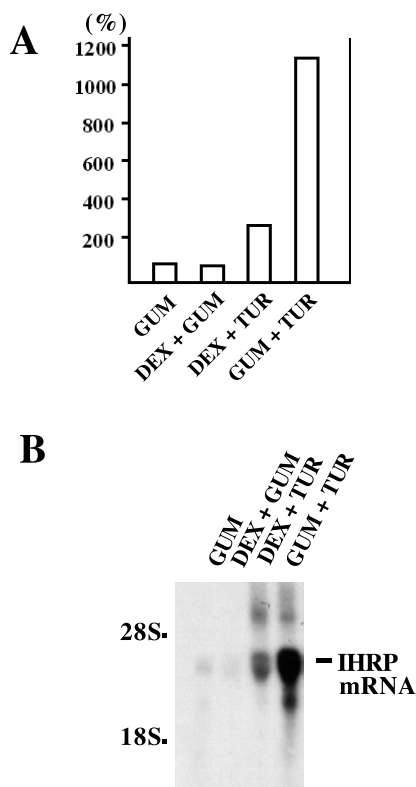 (%)
A
1200
1000
800
600
400
200
GUM
DEX + GUM
DEX + TUR
GUM + TUR
B
GUM
DEX + GUM
DEX + TUR
GUM + TUR
28S
IHRP
mRNA
18S